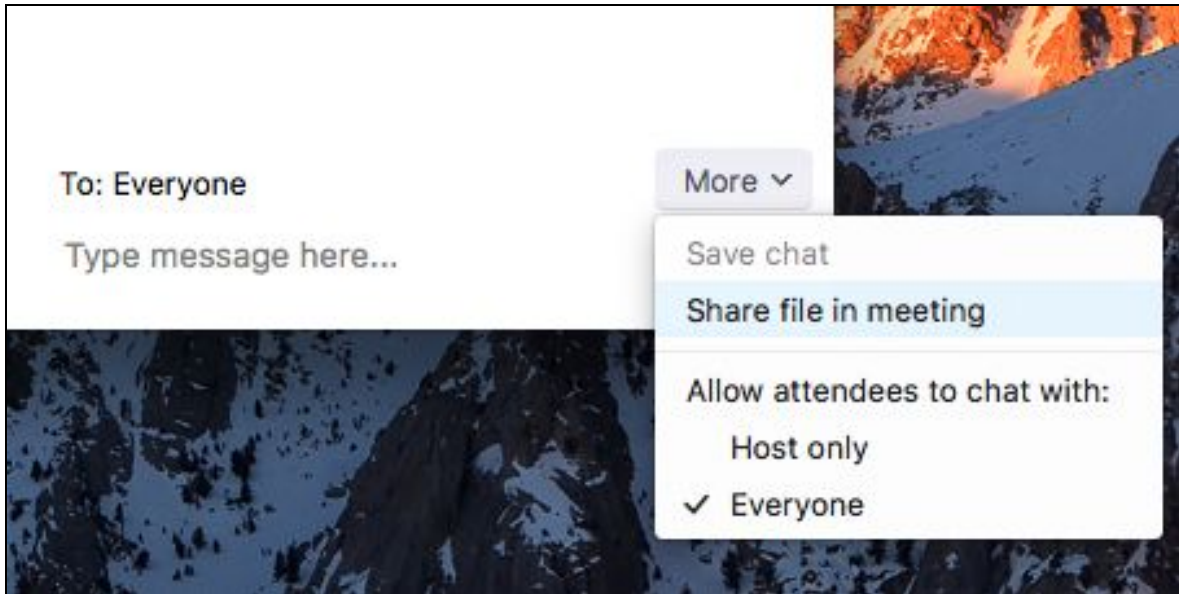 To: Everyone
More
Type message here...
Save chat
Share file in meeting
Allow attendees to chat with:
Host only
Everyone